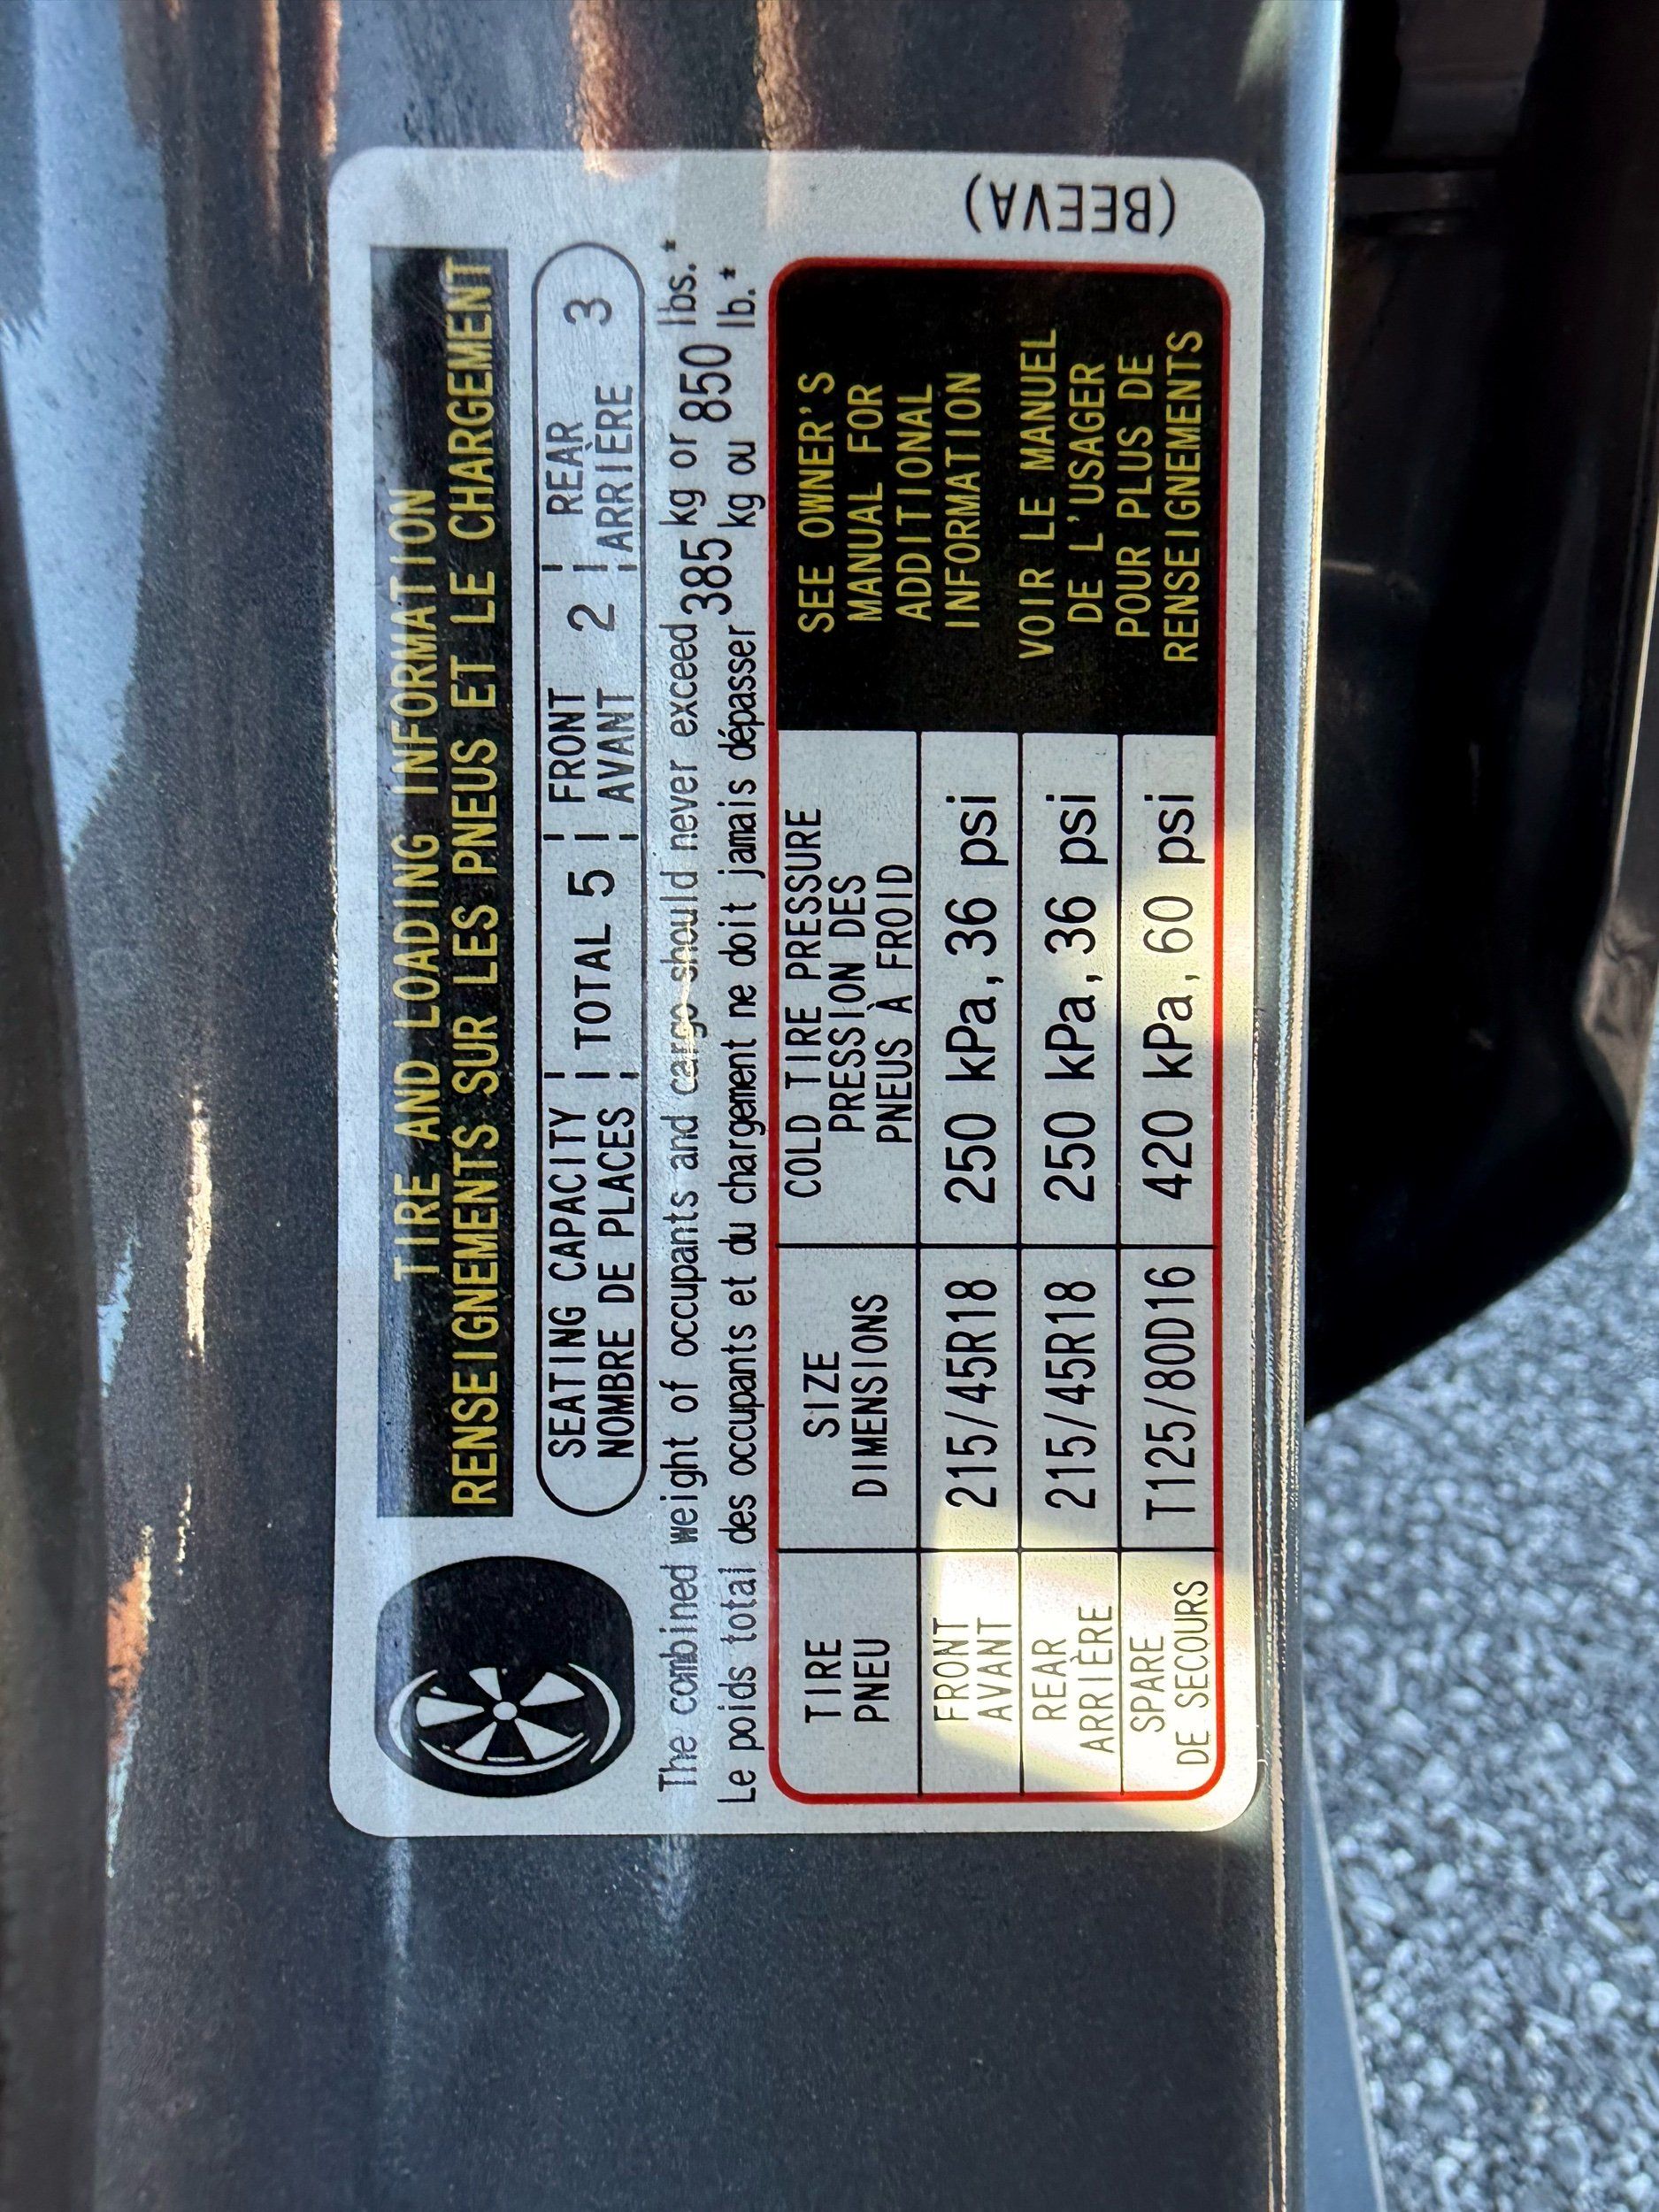 TIRE AND LOADING INFORMATION
RENSEIGNEMENTS SUR LES PNEUS ET LE CHARGEMENT
SEATING CAPACITY | TOTAL 5 | FRONT 2 | REAR 3
NOMBRE DE PLACES | AVANT | ARRIÈRE
The combined weight of occupants and cargo should never exceed 385 kg or 850 lbs.*
Le poids total des occupants et du chargement ne doit jamais dépasser 385 kg ou 850 lb.*
TIRE
PNEU
SIZE
DIMENSIONS
COLD TIRE PRESSURE
PRESSION DES
PNEUS À FROID
FRONT
AVANT
215/45R18
250 kPa, 36 psi
REAR
ARRIÈRE
215/45R18
250 kPa, 36 psi
SPARE
DE SECOURS
T125/80D16
420 kPa, 60 psi
SEE OWNER'S
MANUAL FOR
ADDITIONAL
INFORMATION
VOIR LE MANUEL
DE L'USAGER
POUR PLUS DE
RENSEIGNEMENTS
(BEEVA)